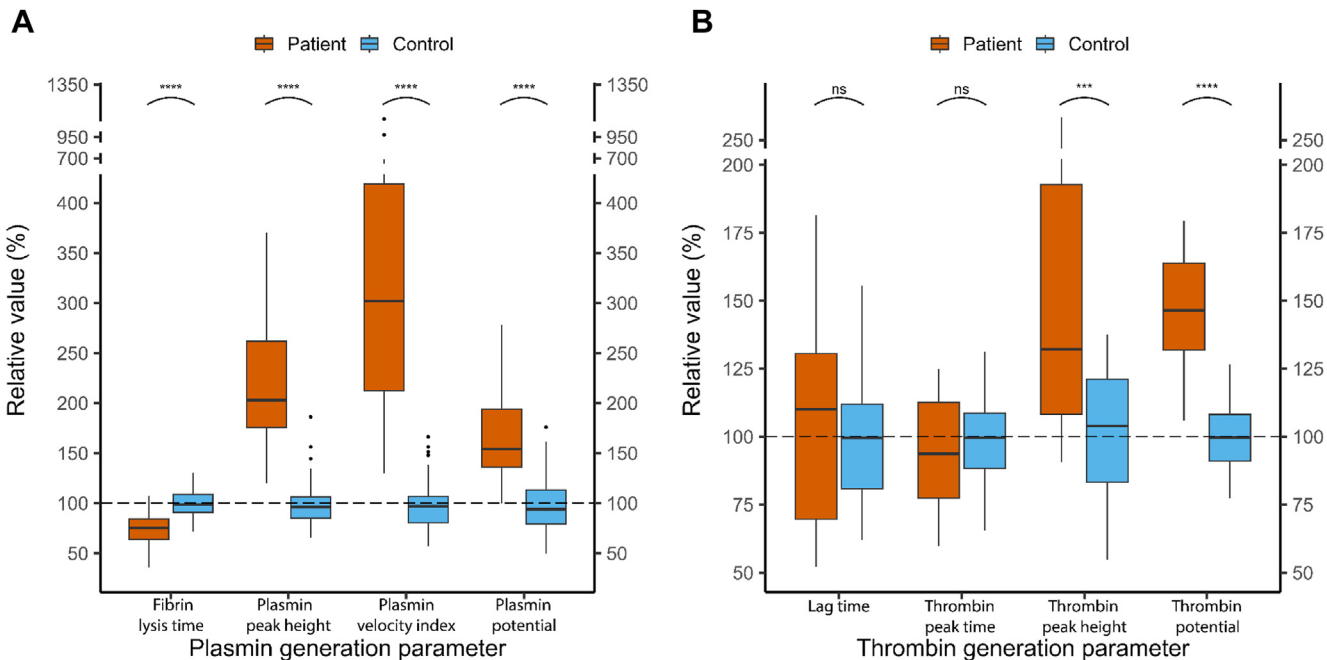 A
Patient Control
1350 **** **** **** **** 1350
950 950
700 700
400 400
350 350
300 300
250 250
200 200
150 150
100 100
50 50
Relative value (%)
Fibrin lysis time
Plasmin peak height
Plasmin velocity index
Plasmin potential
Plasmin generation parameter
B
Patient Control
ns ns *** ****
250 250
200 200
175 175
150 150
125 125
100 100
75 75
50 50
Relative value (%)
Lag time
Thrombin peak time
Thrombin peak height
Thrombin potential
Thrombin generation parameter